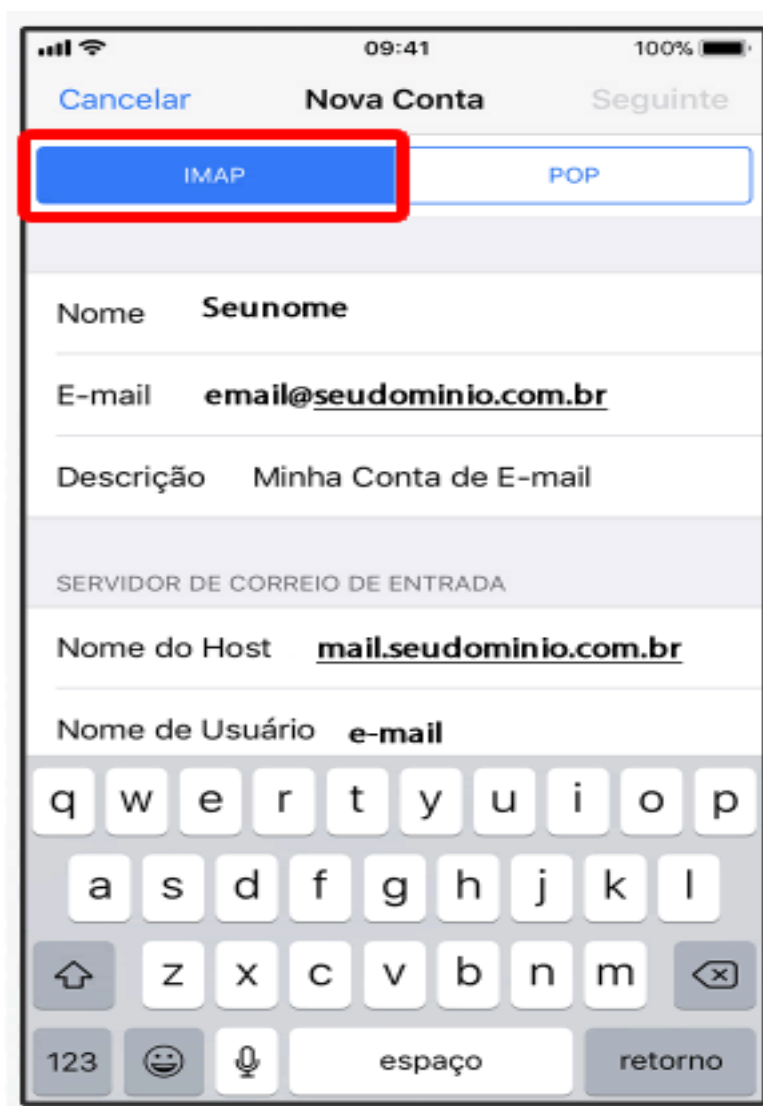 09:41 100%
Cancelar Nova Conta Seguinte
IMAP POP
Nome Seunome
E-mail email@seudominio.com.br
Descrição Minha Conta de E-mail
SERVIDOR DE CORREIO DE ENTRADA
Nome do Host mail.seudominio.com.br
Nome de Usuário e-mail
q w e r t y u i o p
a s d f g h j k l
z x c v b n m
123 espaço retorno